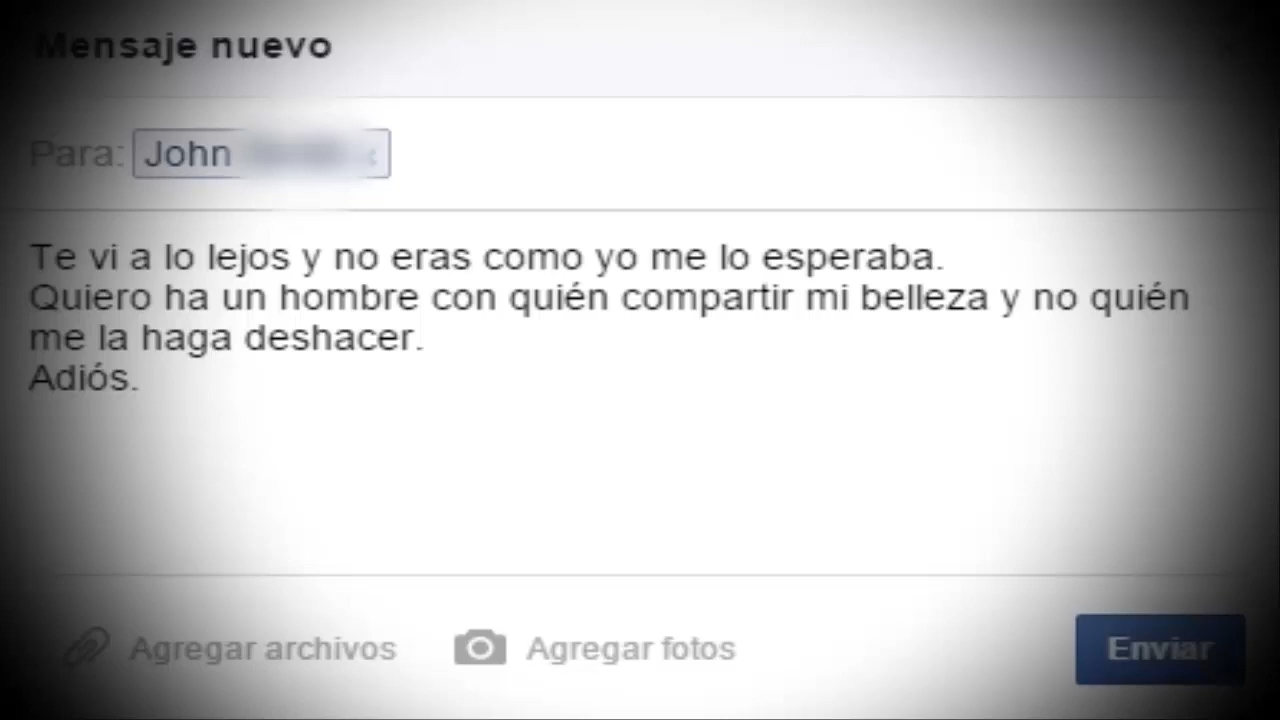 Mensaje nuevo
Para: John
Te vi a lo lejos y no eras como yo me lo esperaba.
Quiero ha un hombre con quién compartir mi belleza y no quién
me la haga deshacer.
Adiós.
Agregar archivos Agregar fotos Enviar